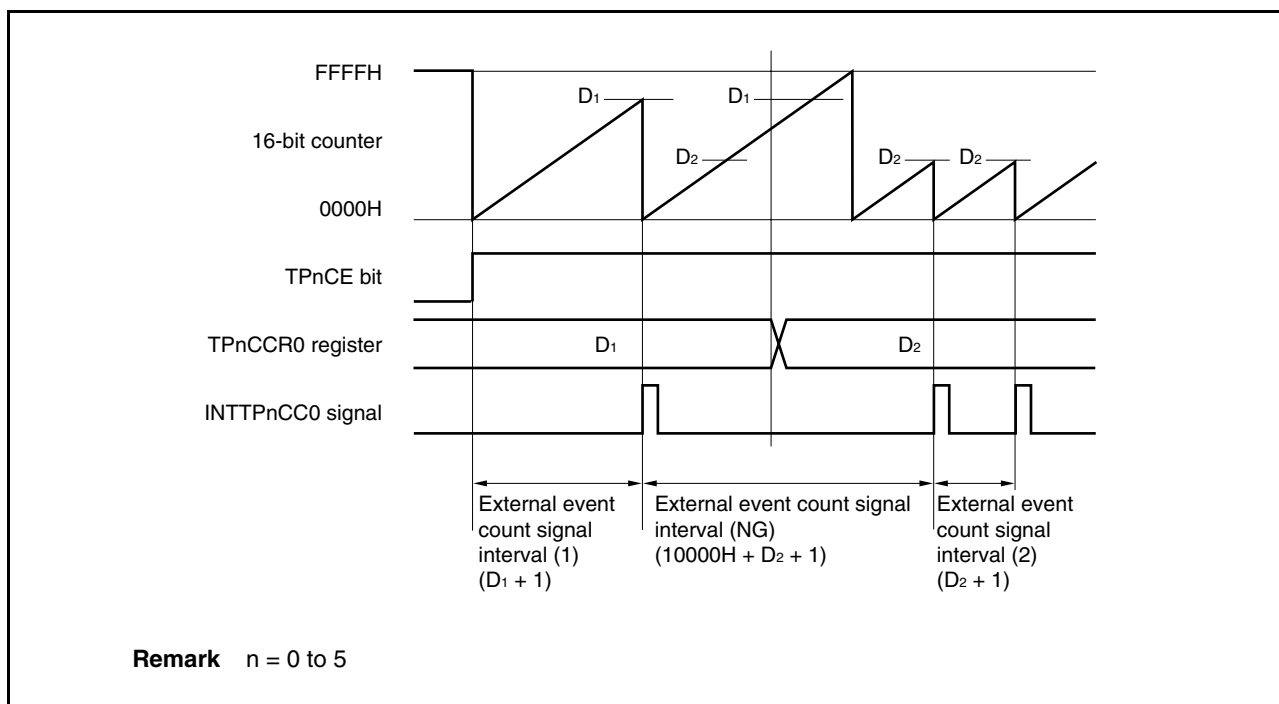 FFFFH
D1
D1
16-bit counter
D2
D2
D2
0000H
TPnCE bit
TPnCCR0 register
D1
D2
INTTPnCC0 signal
External event
count signal
interval (1)
(D1 + 1)
External event count signal
interval (NG)
(10000H + D2 + 1)
External event
count signal
interval (2)
(D2 + 1)
Remark n = 0 to 5